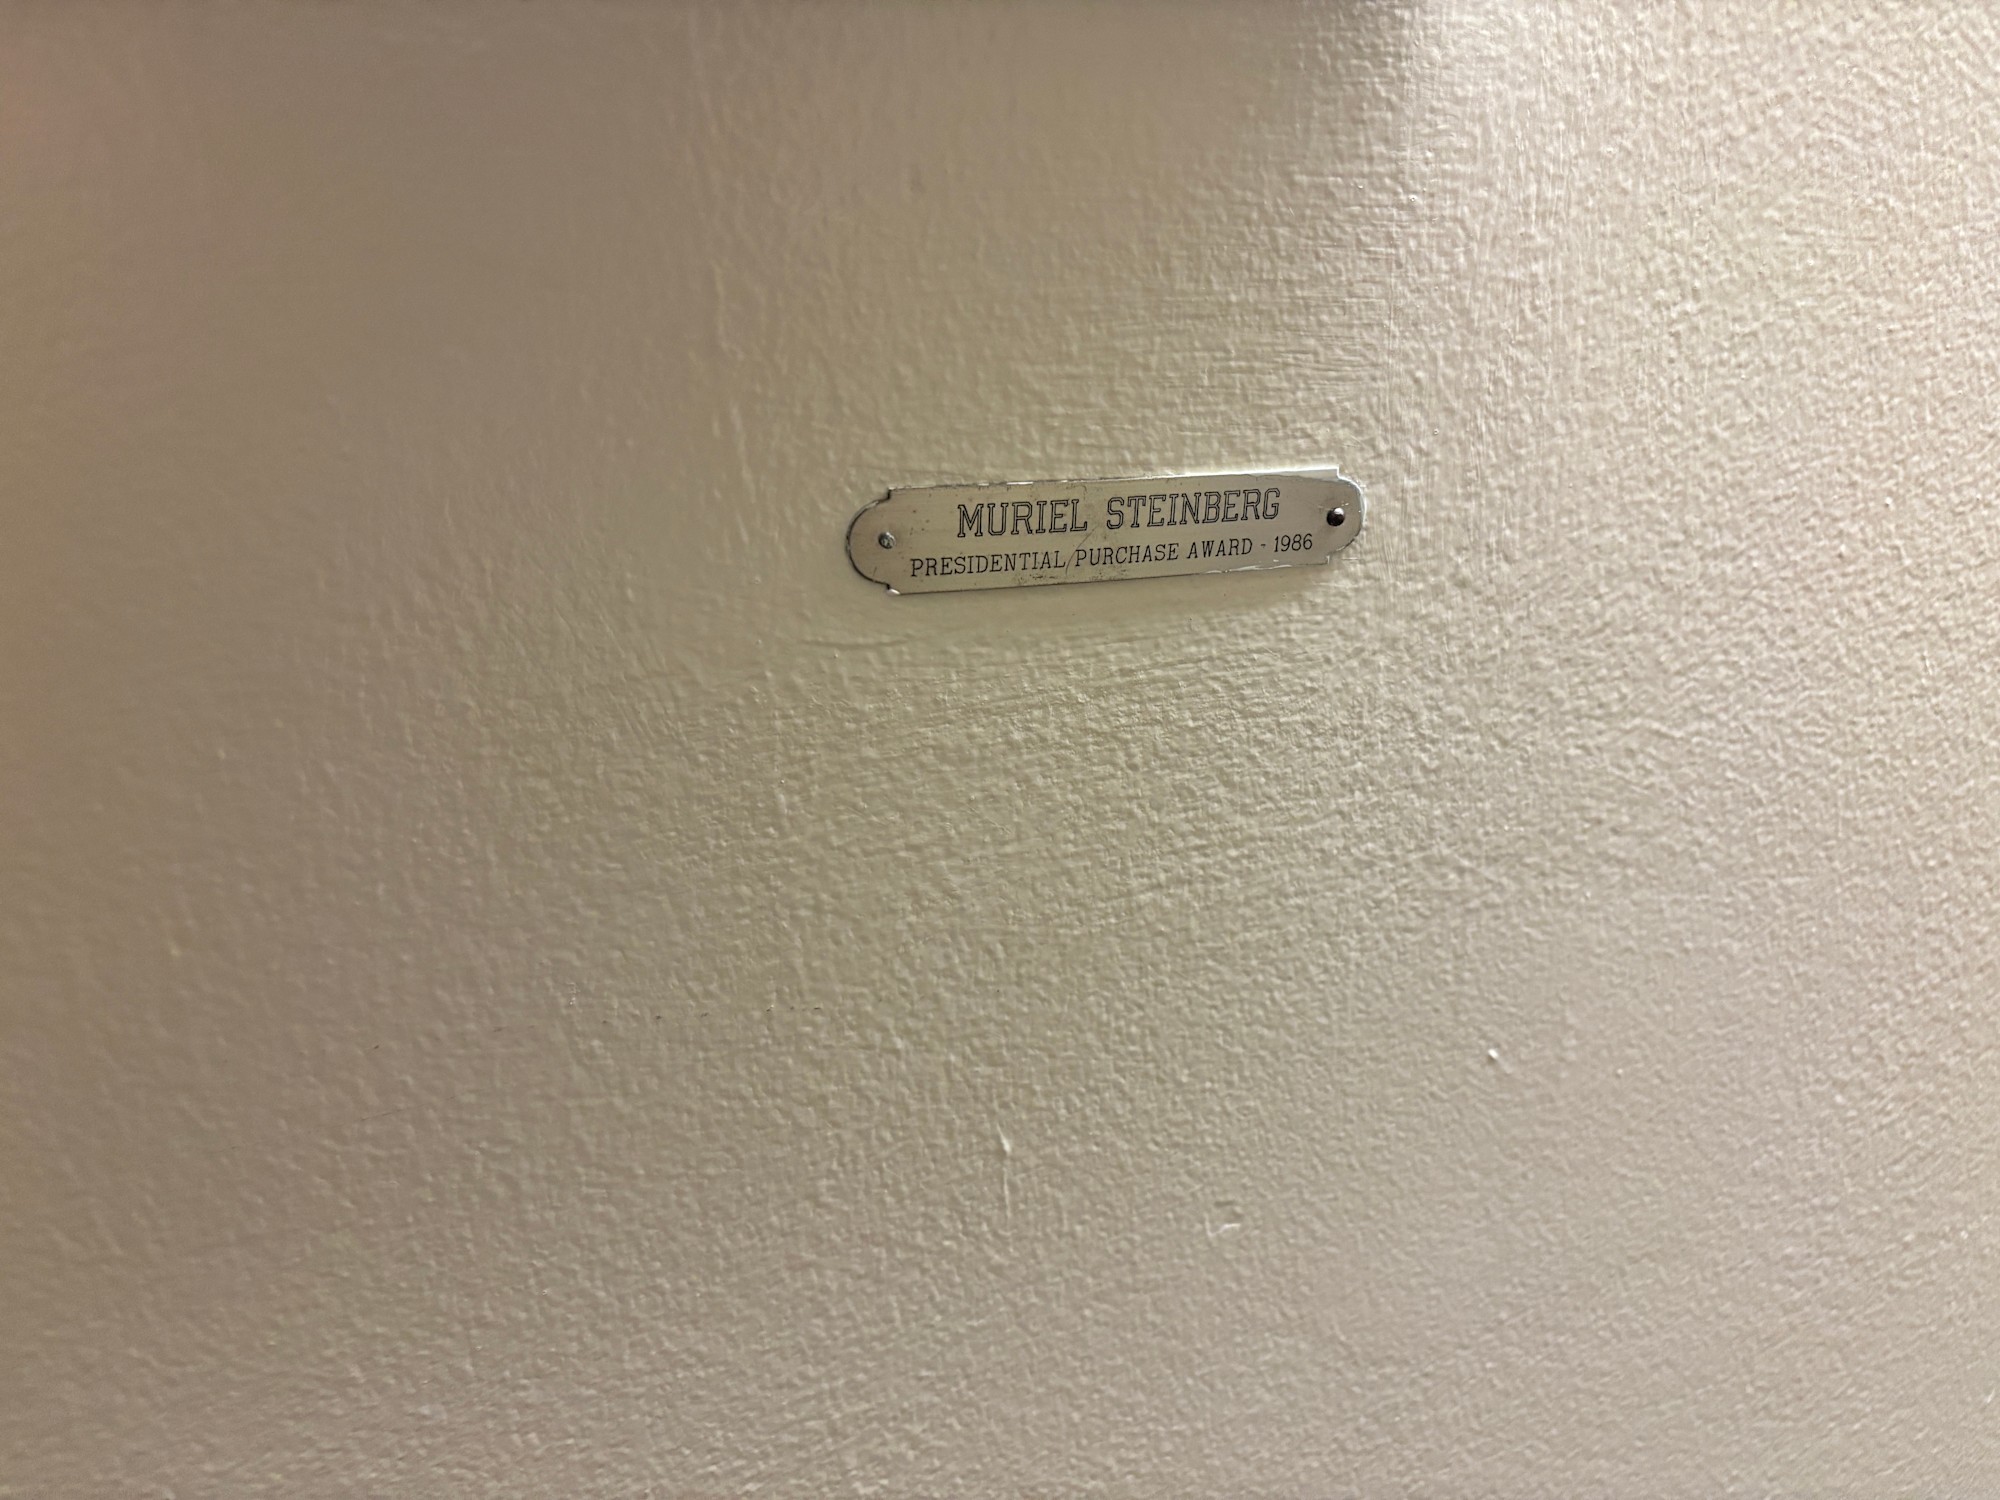 MURIEL STEINBERG
PRESIDENTIAL PURCHASE AWARD - 1986